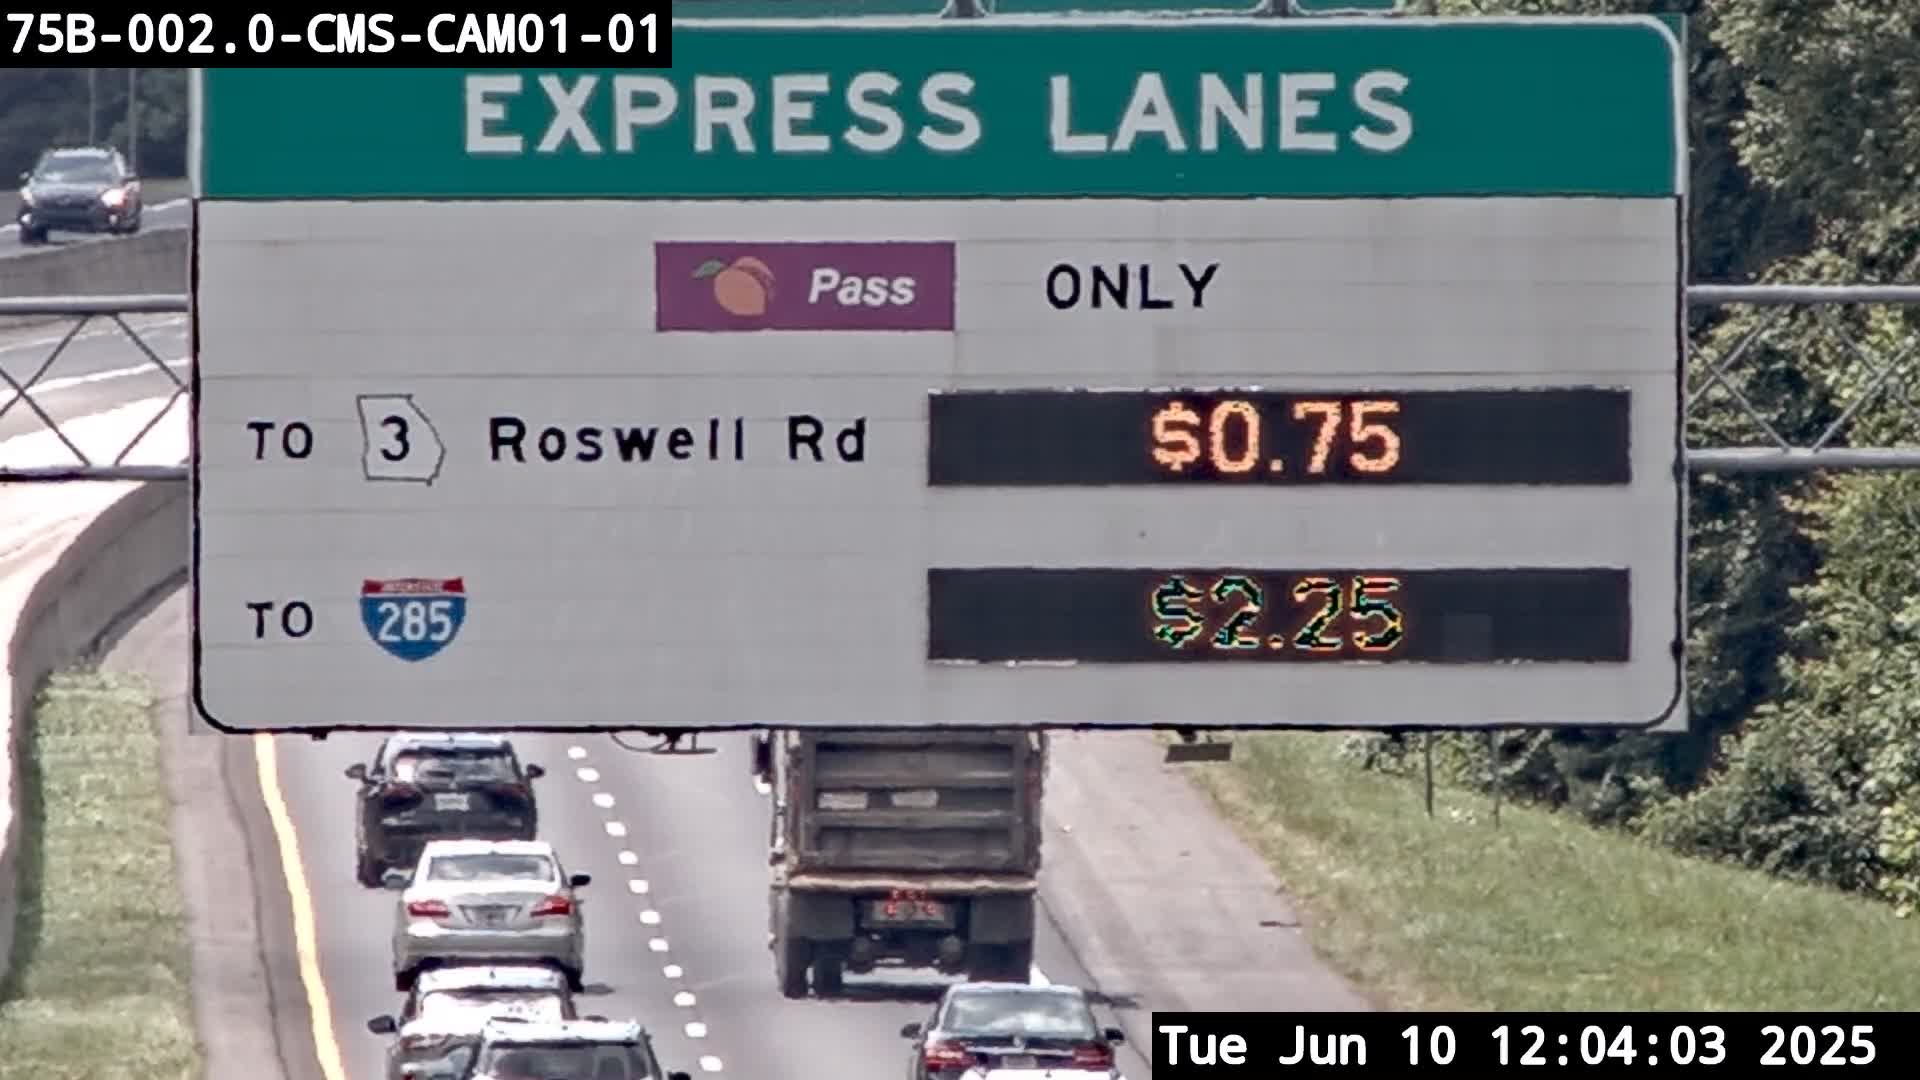 75B-002.0-CMS-CAM01-01
EXPRESS LANES
Pass ONLY
TO 3 Roswell Rd $0.75
TO 285 $2.25
Tue Jun 10 12:04:03 2025